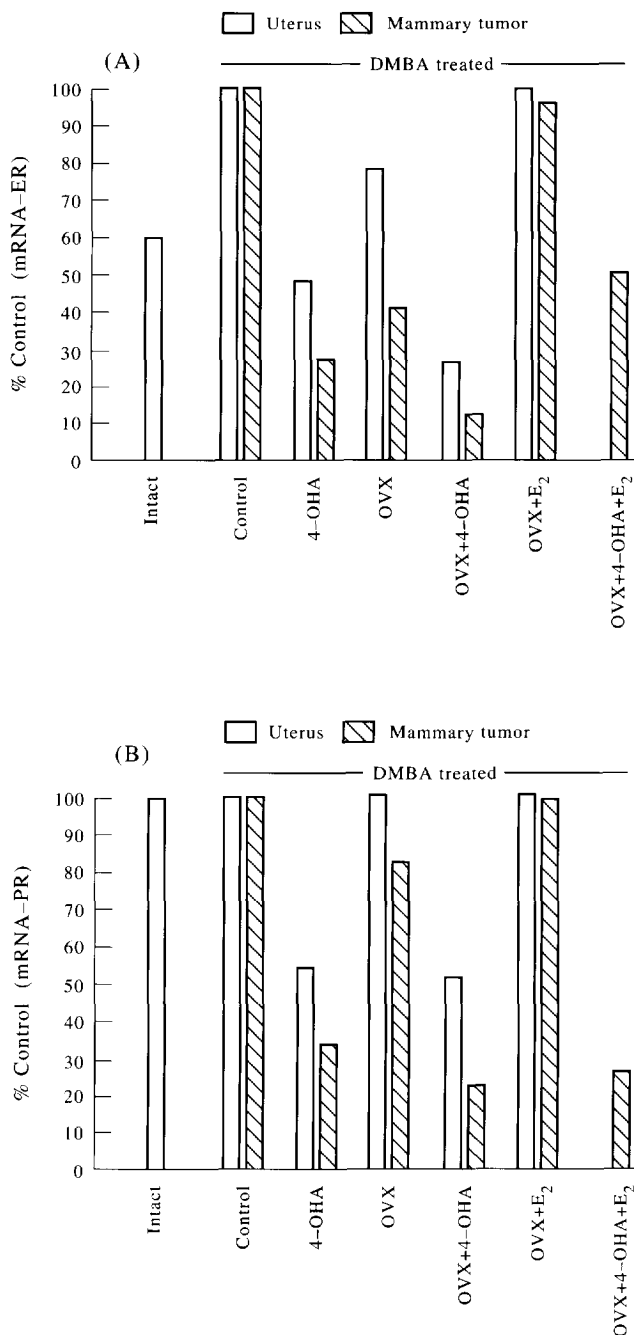 Uterus Mammary tumor
(A)
DMBA treated
% Control (mRNA–ER)
100
90
80
70
60
50
40
30
20
10
0
Intact
Control
4–OHA
OVX
OVX+4–OHA
OVX+E2
OVX+4–OHA+E2
Uterus Mammary tumor
(B)
DMBA treated
% Control (mRNA–PR)
100
90
80
70
60
50
40
30
20
10
0
Intact
Control
4–OHA
OVX
OVX+4–OHA
OVX+E2
OVX+4–OHA+E2